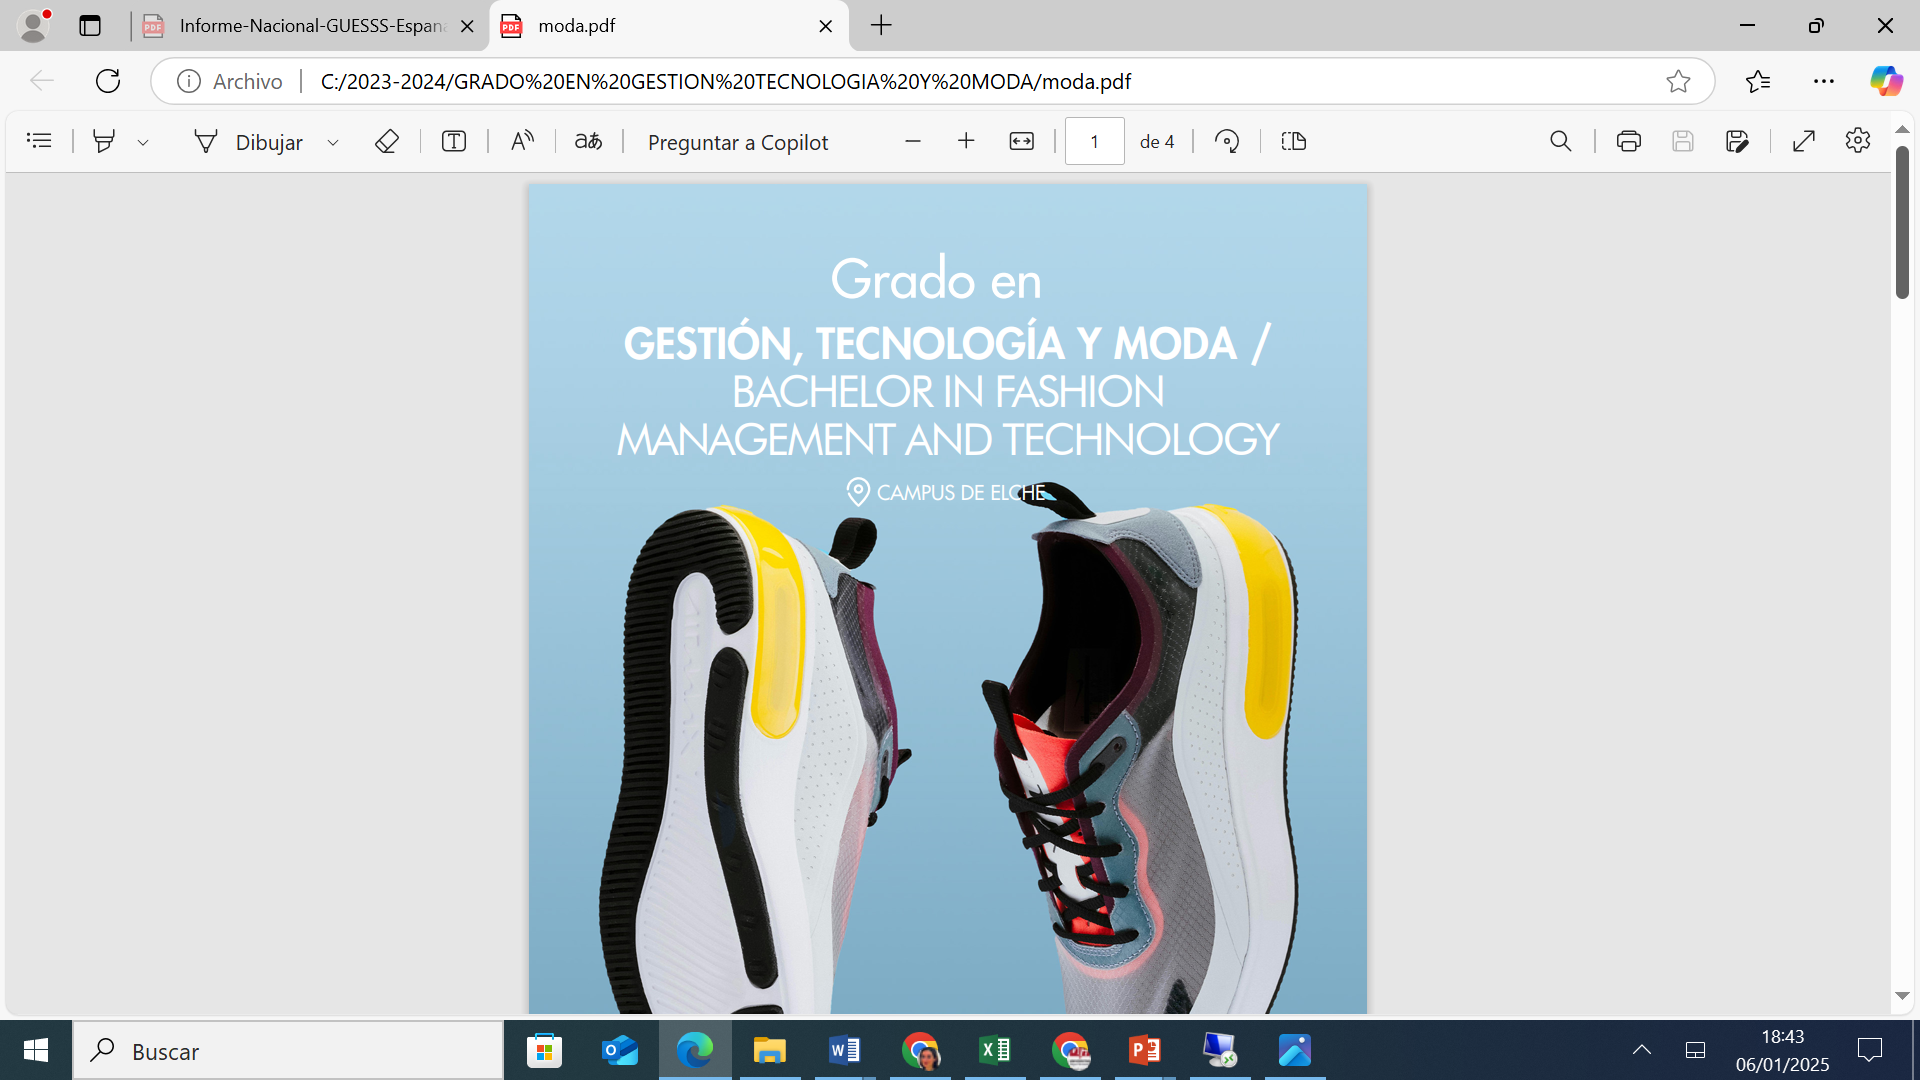 Informe-Nacional-GUESSS-Espana
moda.pdf
Archivo
C:/2023-2024/GRADO%20EN%20GESTION%20TECNOLOGIA%20Y%20MODA/moda.pdf
Dibujar
Preguntar a Copilot
1
de 4
Grado en
GESTIÓN, TECNOLOGÍA Y MODA /
BACHELOR IN FASHION
MANAGEMENT AND TECHNOLOGY
CAMPUS DE ELCHE
Buscar
18:43
06/01/2025